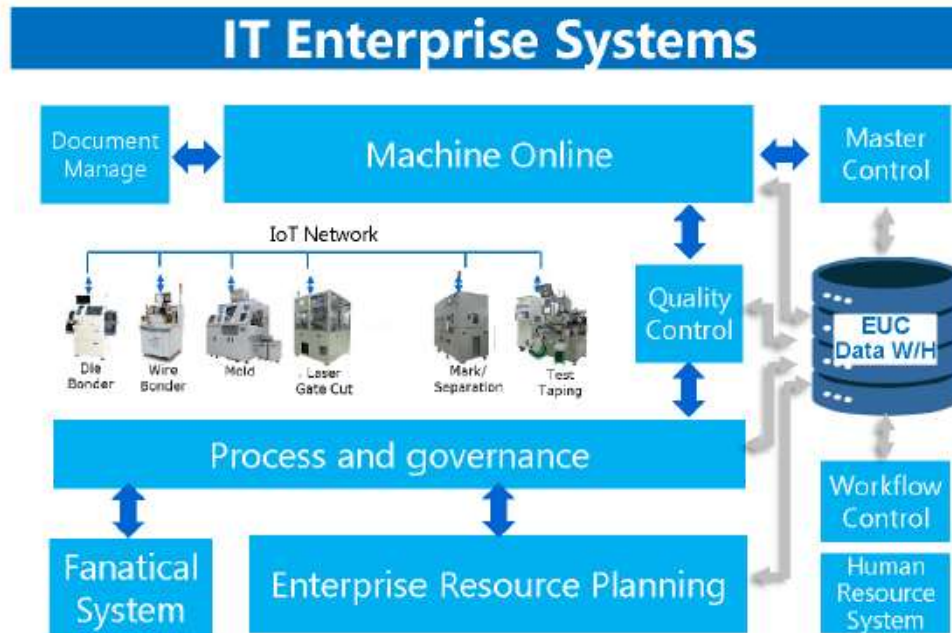 IT Enterprise Systems
Document
Manage
Machine Online
Master
Control
IoT Network
Die
Bonder
Wire
Bonder
Mold
Laser
Gate Cut
Mark/
Separation
Test
Taping
Quality
Control
EUC
Data W/H
Process and governance
Workflow
Control
Fanatical
System
Enterprise Resource Planning
Human
Resource
System